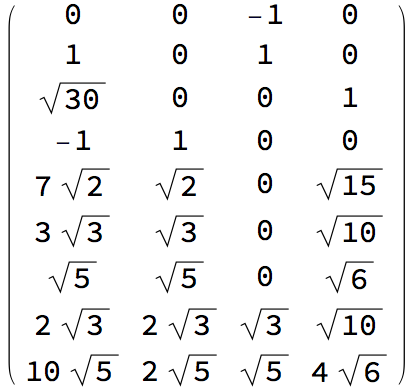 0 0 -1 0
1 0 1 0
√30 0 0 1
-1 1 0 0
7 √2 √2 0 √15
3 √3 √3 0 √10
√5 √5 0 √6
2 √3 2 √3 √3 √10
10 √5 2 √5 √5 4 √6